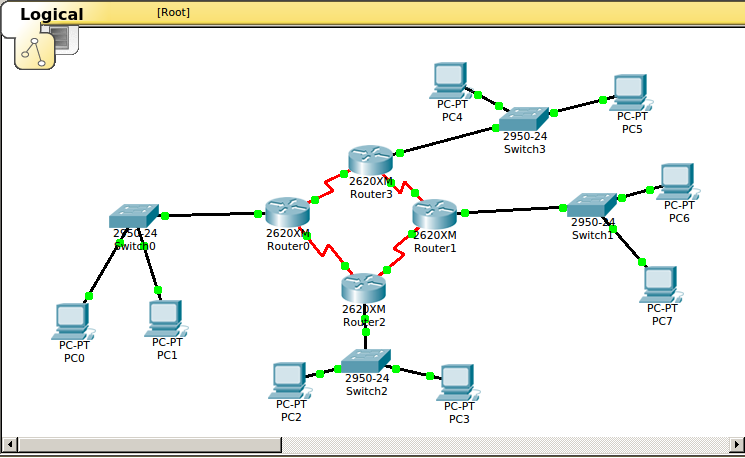 Logical
[Root]
PC-PT
PC4
PC-PT
PC5
2950-24
Switch3
2620XM
Router3
PC-PT
PC6
2950-24
Switch1
2950-24
Switch0
2620XM
Router0
2620XM
Router1
PC-PT
PC7
2620XM
Router2
PC-PT
PC0
PC-PT
PC1
2950-24
Switch2
PC-PT
PC2
PC-PT
PC3